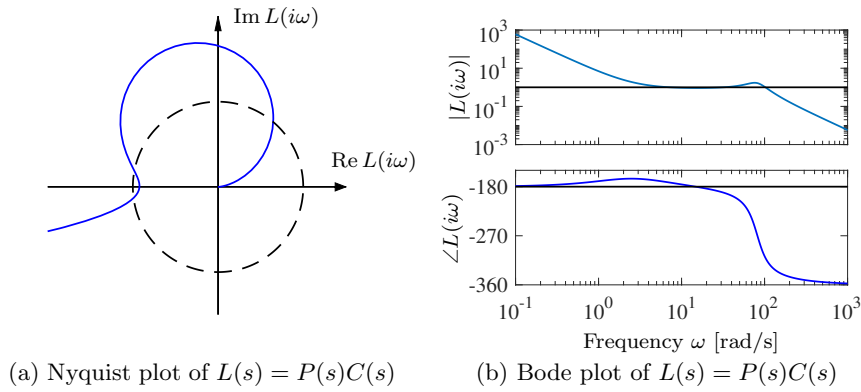 Im L(iω)
Re L(iω)
(a) Nyquist plot of L(s) = P(s)C(s)
|L(iω)|
10^3
10^1
10^-1
10^-3
∠L(iω)
-180
-270
-360
10^-1 10^0 10^1 10^2 10^3
Frequency ω [rad/s]
(b) Bode plot of L(s) = P(s)C(s)